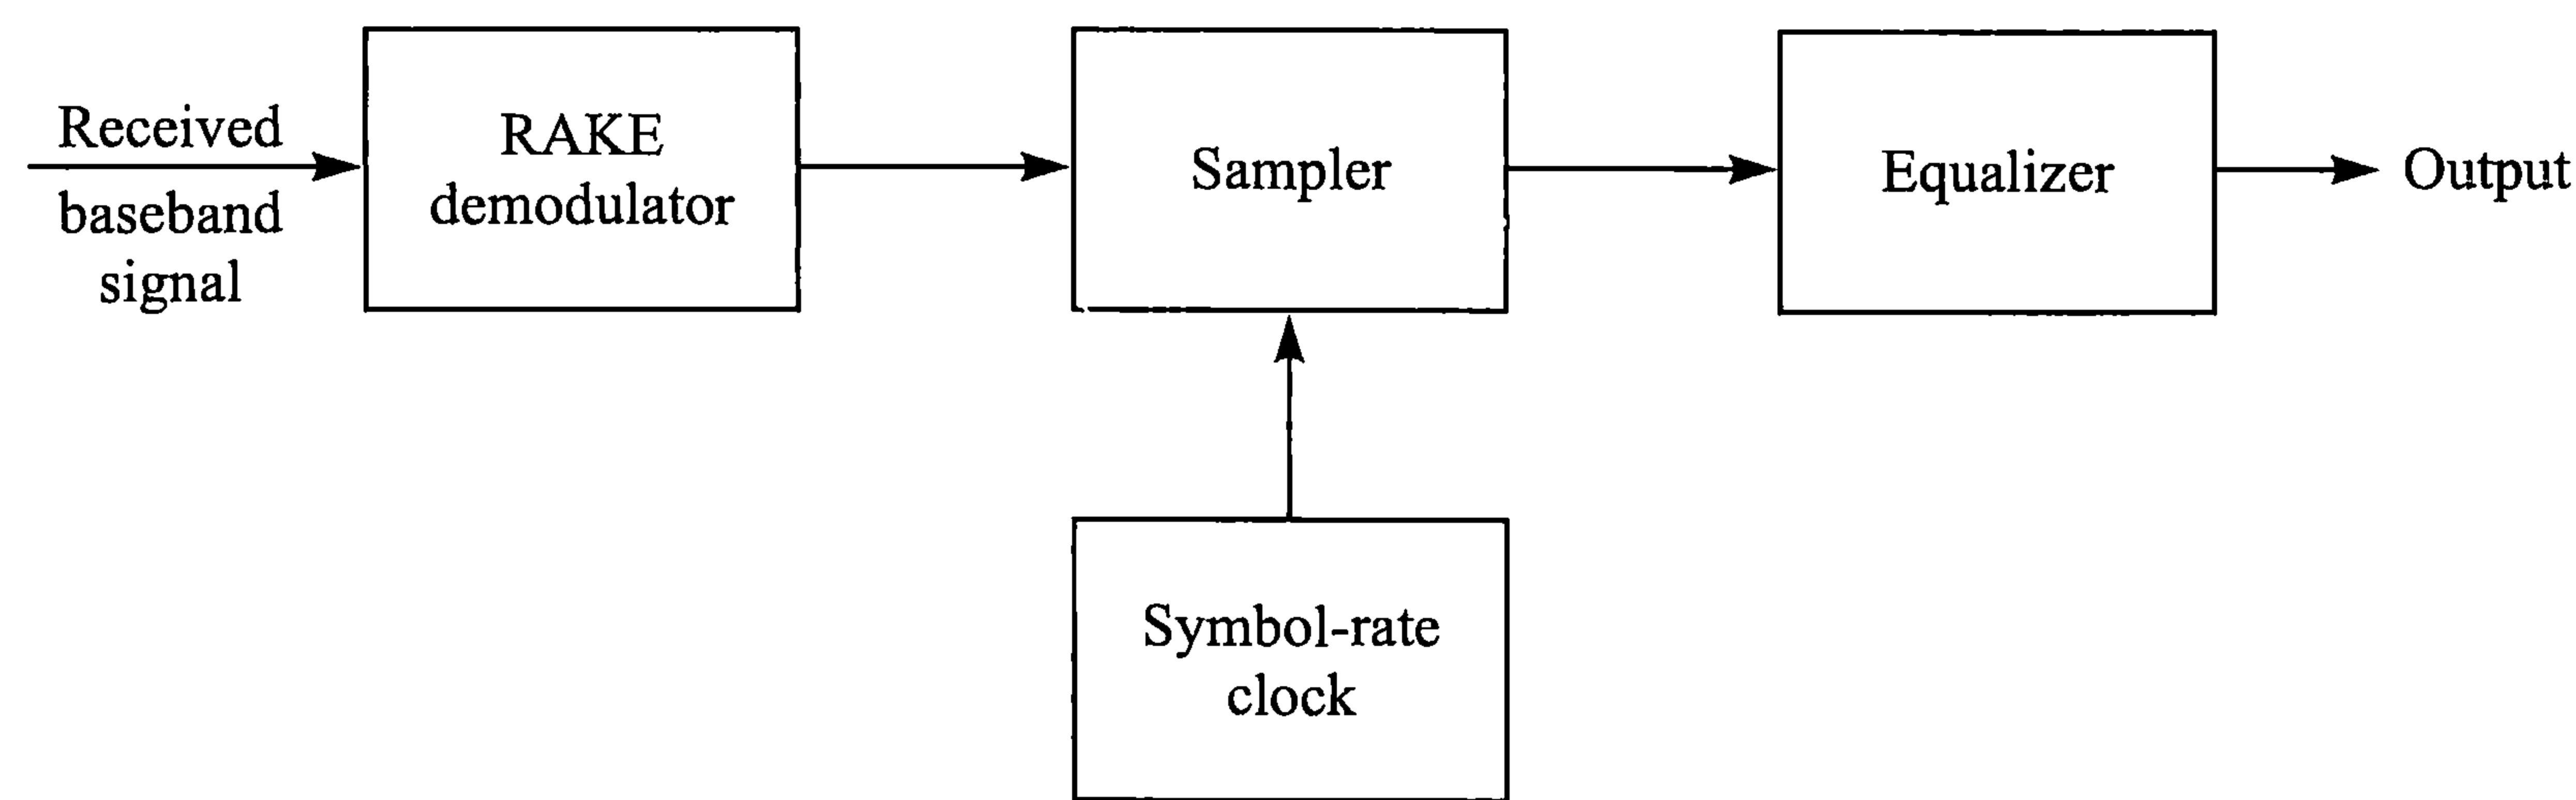 Received
baseband
signal
RAKE
demodulator
Sampler
Equalizer
Output
Symbol-rate
clock